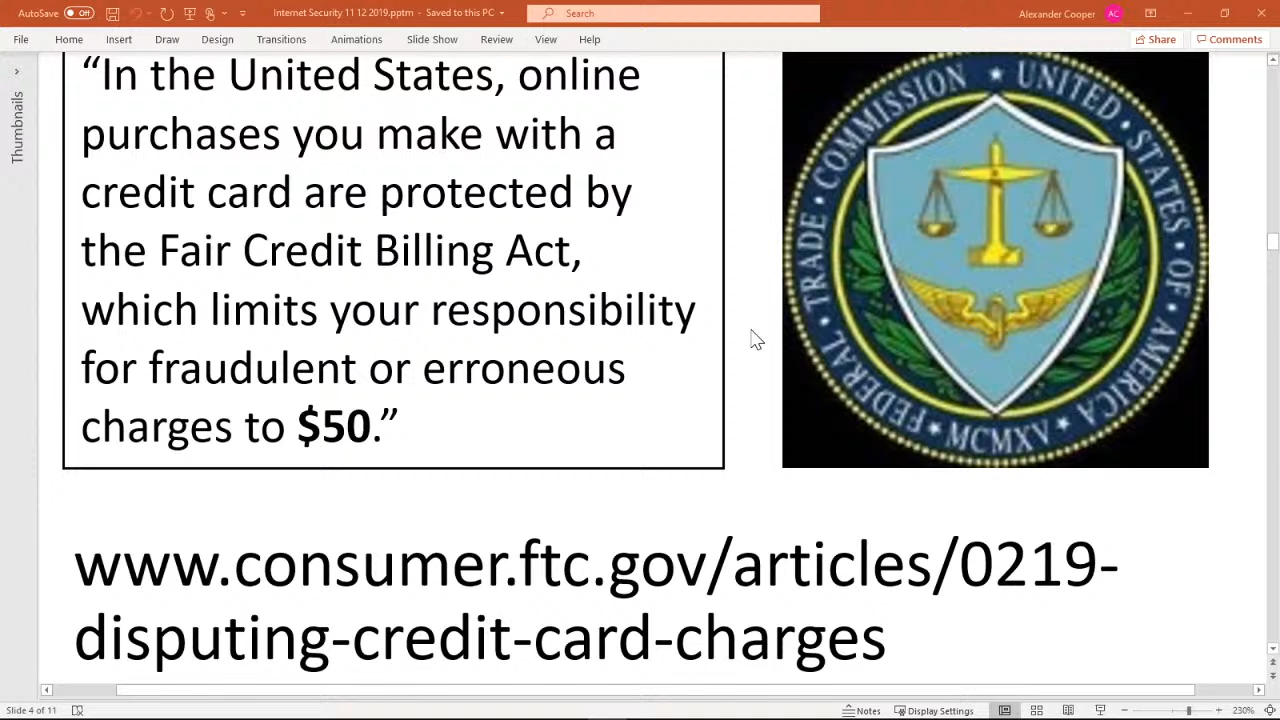 AutoSave Off Internet Security 11 12 2019.pptm - Saved to this PC Search Alexander Cooper AC
File Home Insert Draw Design Transitions Animations Slide Show Review View Help Share Comments
Thumbnails
“In the United States, online
purchases you make with a
credit card are protected by
the Fair Credit Billing Act,
which limits your responsibility
for fraudulent or erroneous
charges to $50.”
FEDERAL TRADE COMMISSION ★ UNITED STATES OF AMERICA
★ MCMXV ★
www.consumer.ftc.gov/articles/0219-
disputing-credit-card-charges
Slide 4 of 11 Notes Display Settings 230%